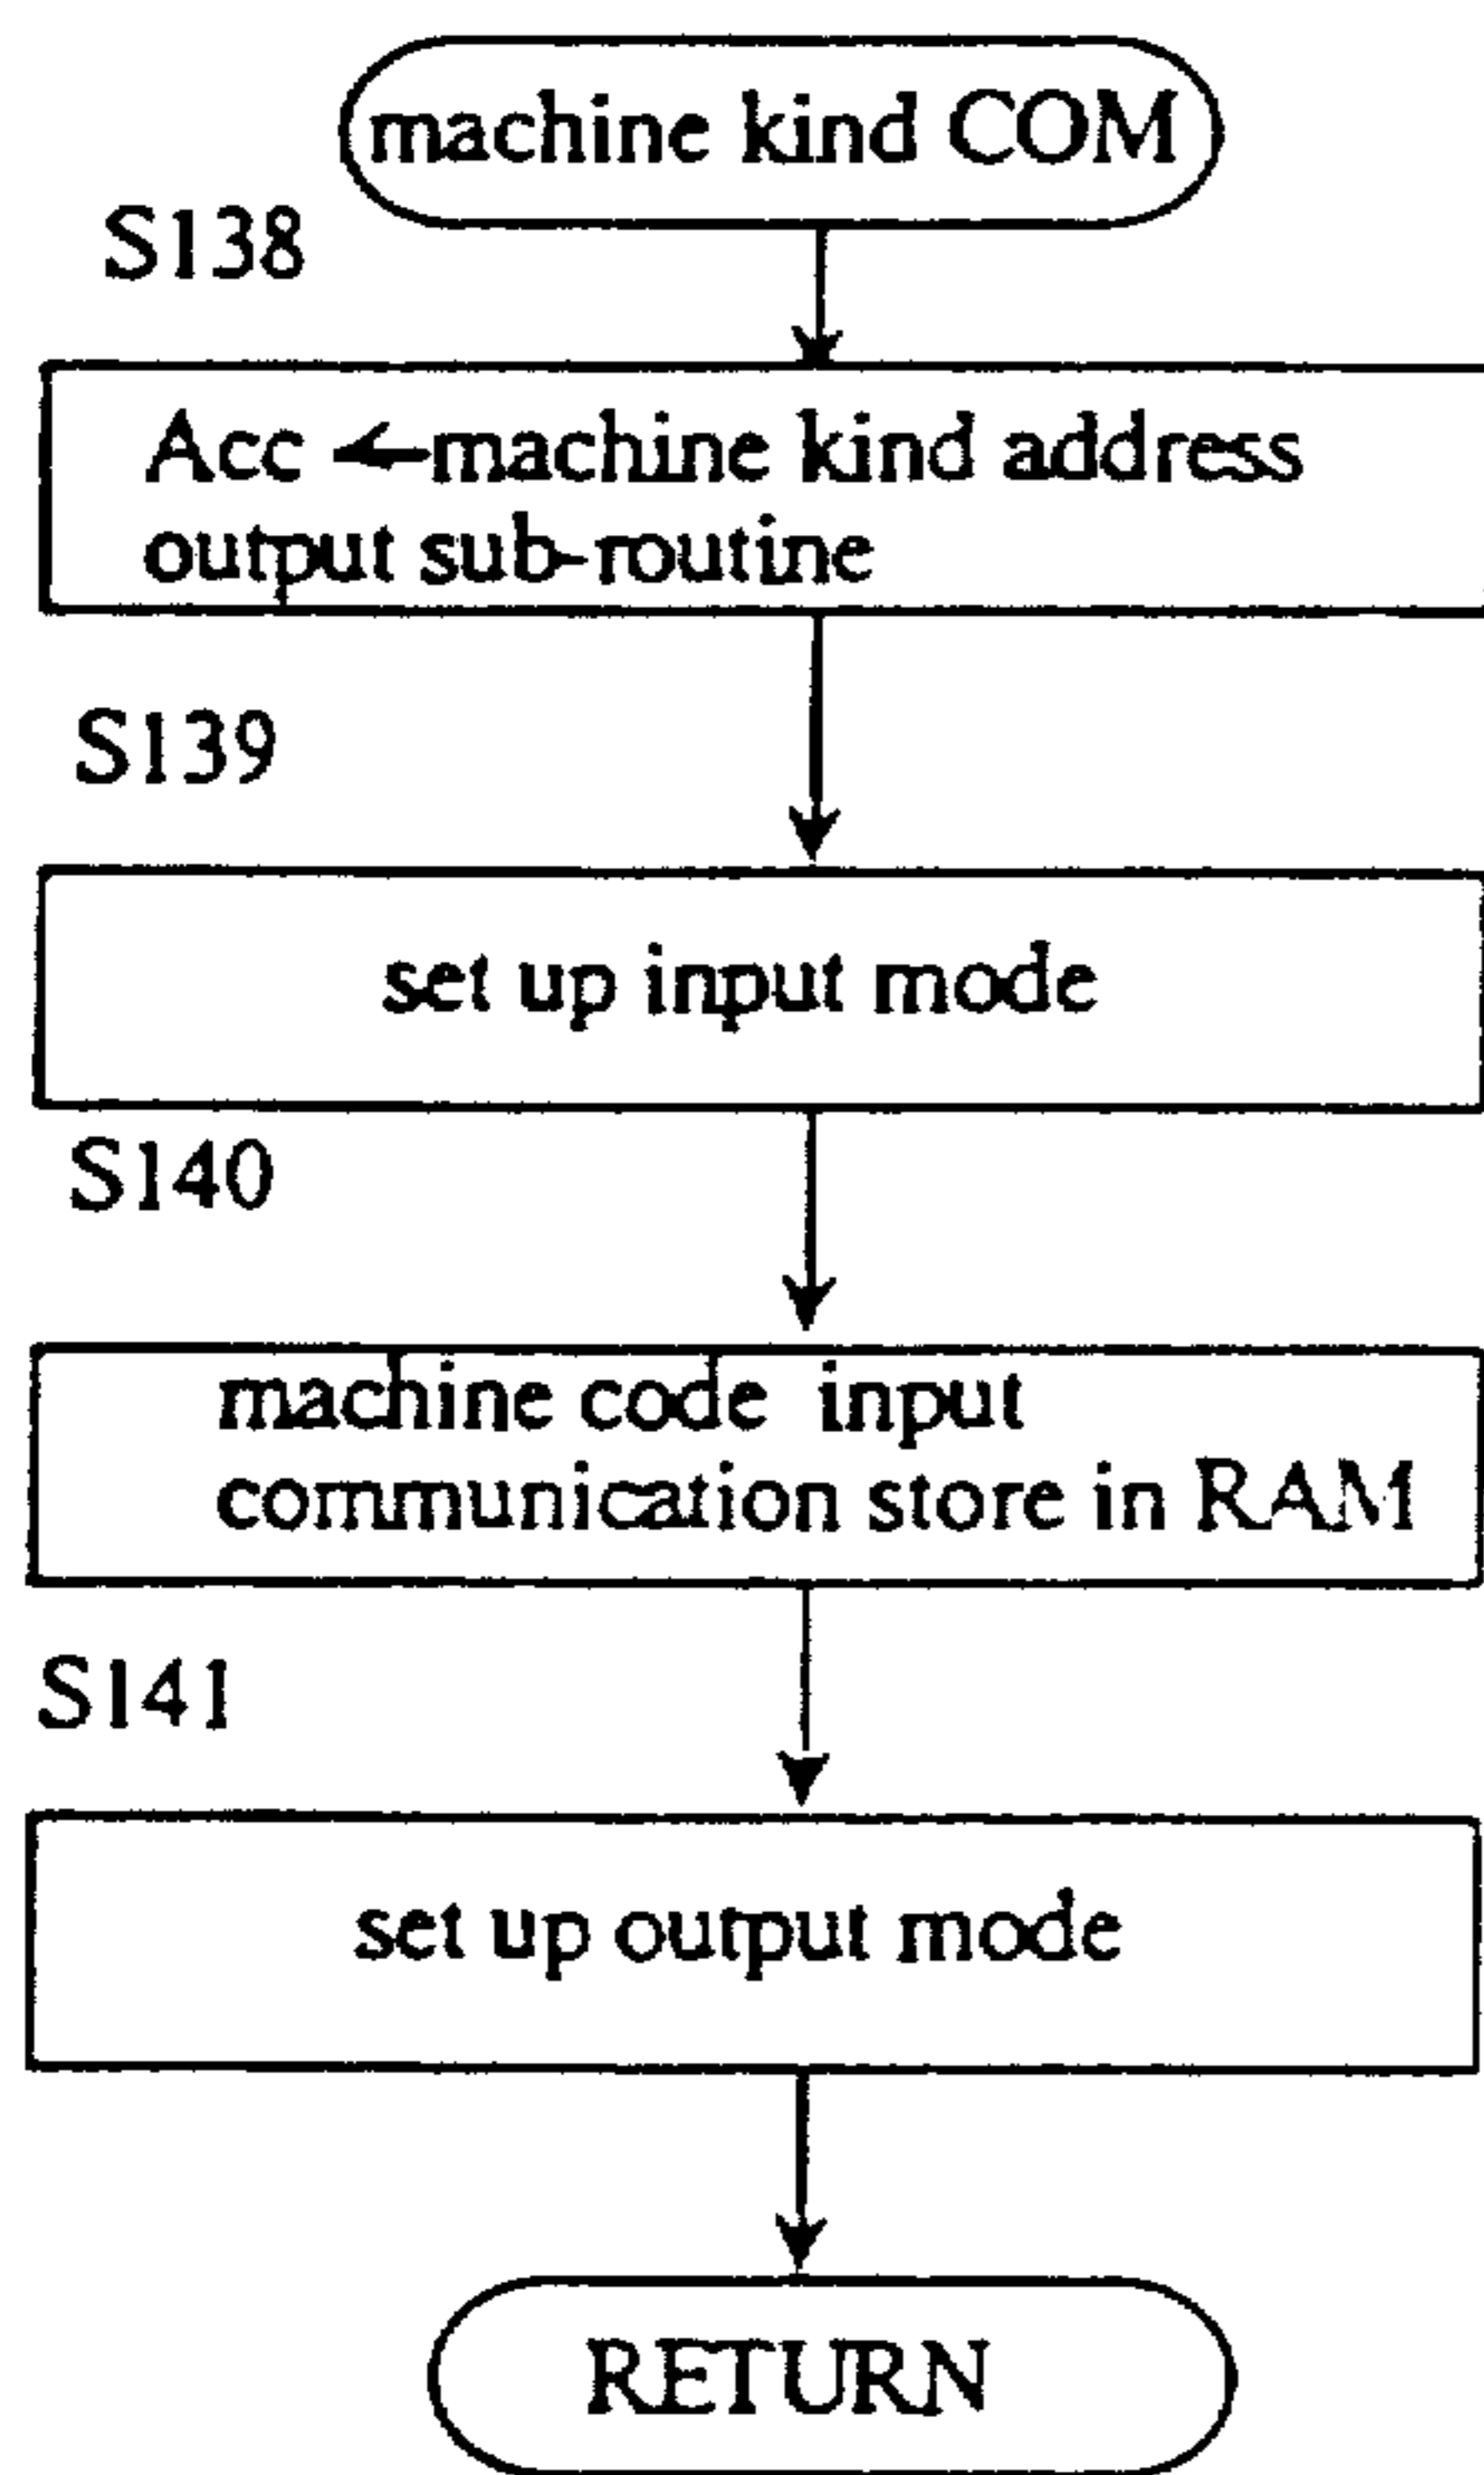 machine kind COM
S138
Acc ←machine kind address
output sub-routine
S139
set up input mode
S140
machine code input
communication store in RAM
S141
set up output mode
RETURN